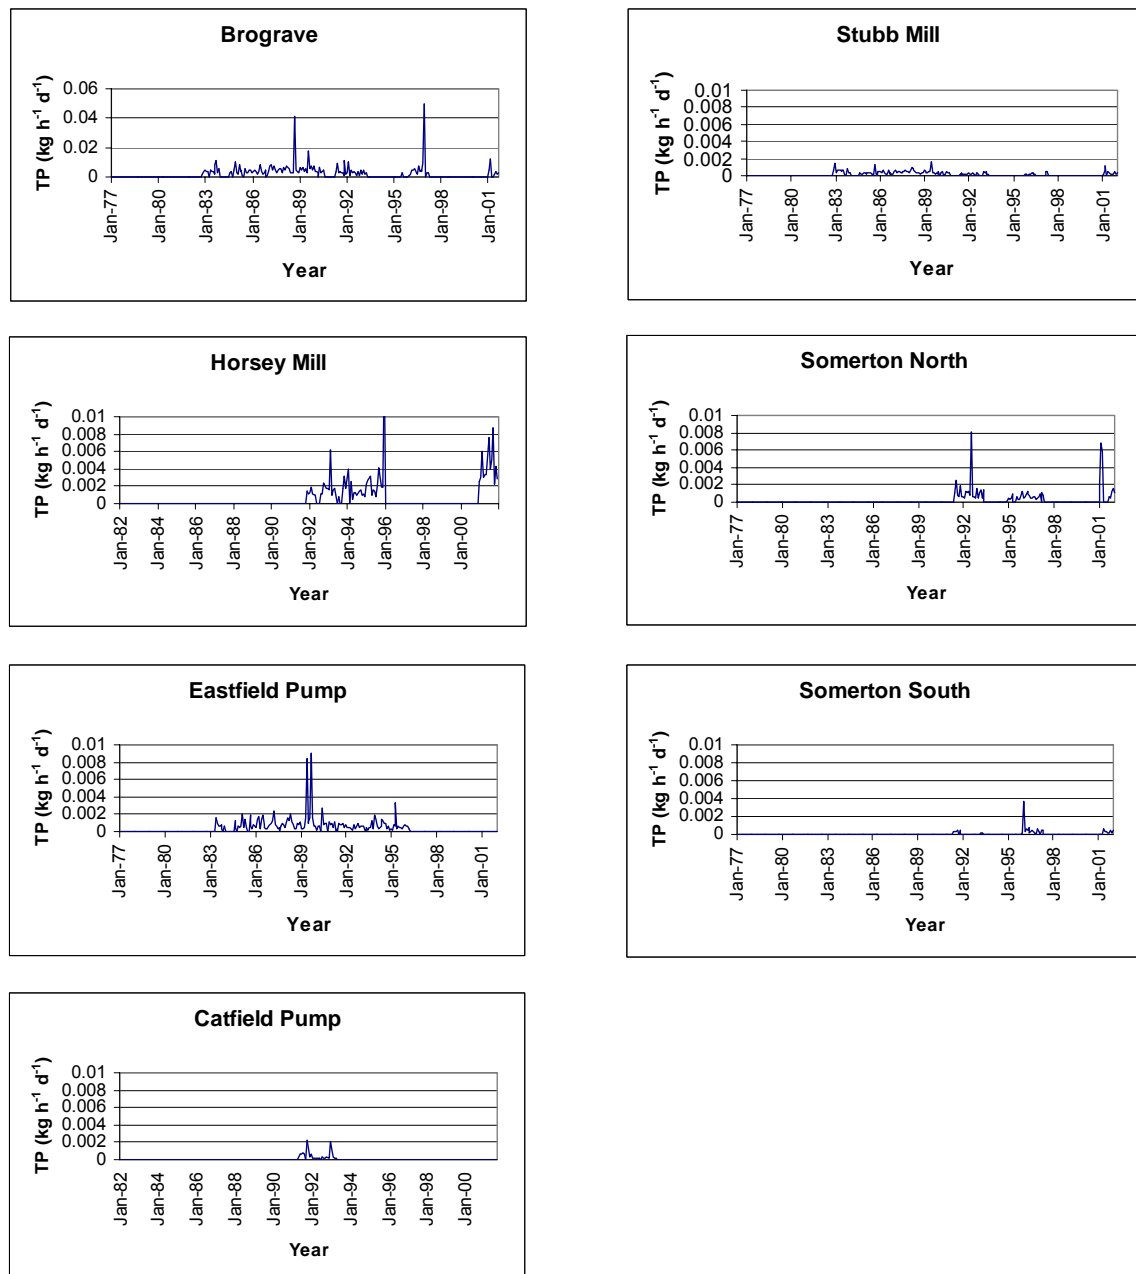 Brograve
TP (kg h⁻¹ d⁻¹)
0.06
0.04
0.02
0
Jan-77
Jan-80
Jan-83
Jan-86
Jan-89
Jan-92
Jan-95
Jan-98
Jan-01
Year
Stubb Mill
TP (kg h⁻¹ d⁻¹)
0.01
0.008
0.006
0.004
0.002
0
Jan-77
Jan-80
Jan-83
Jan-86
Jan-89
Jan-92
Jan-95
Jan-98
Jan-01
Year
Horsey Mill
TP (kg h⁻¹ d⁻¹)
0.01
0.008
0.006
0.004
0.002
0
Jan-82
Jan-84
Jan-86
Jan-88
Jan-90
Jan-92
Jan-94
Jan-96
Jan-98
Jan-00
Year
Somerton North
TP (kg h⁻¹ d⁻¹)
0.01
0.008
0.006
0.004
0.002
0
Jan-77
Jan-80
Jan-83
Jan-86
Jan-89
Jan-92
Jan-95
Jan-98
Jan-01
Year
Eastfield Pump
TP (kg h⁻¹ d⁻¹)
0.01
0.008
0.006
0.004
0.002
0
Jan-77
Jan-80
Jan-83
Jan-86
Jan-89
Jan-92
Jan-95
Jan-98
Jan-01
Year
Somerton South
TP (kg h⁻¹ d⁻¹)
0.01
0.008
0.006
0.004
0.002
0
Jan-77
Jan-80
Jan-83
Jan-86
Jan-89
Jan-92
Jan-95
Jan-98
Jan-01
Year
Catfield Pump
TP (kg h⁻¹ d⁻¹)
0.01
0.008
0.006
0.004
0.002
0
Jan-82
Jan-84
Jan-86
Jan-88
Jan-90
Jan-92
Jan-94
Jan-96
Jan-98
Jan-00
Year